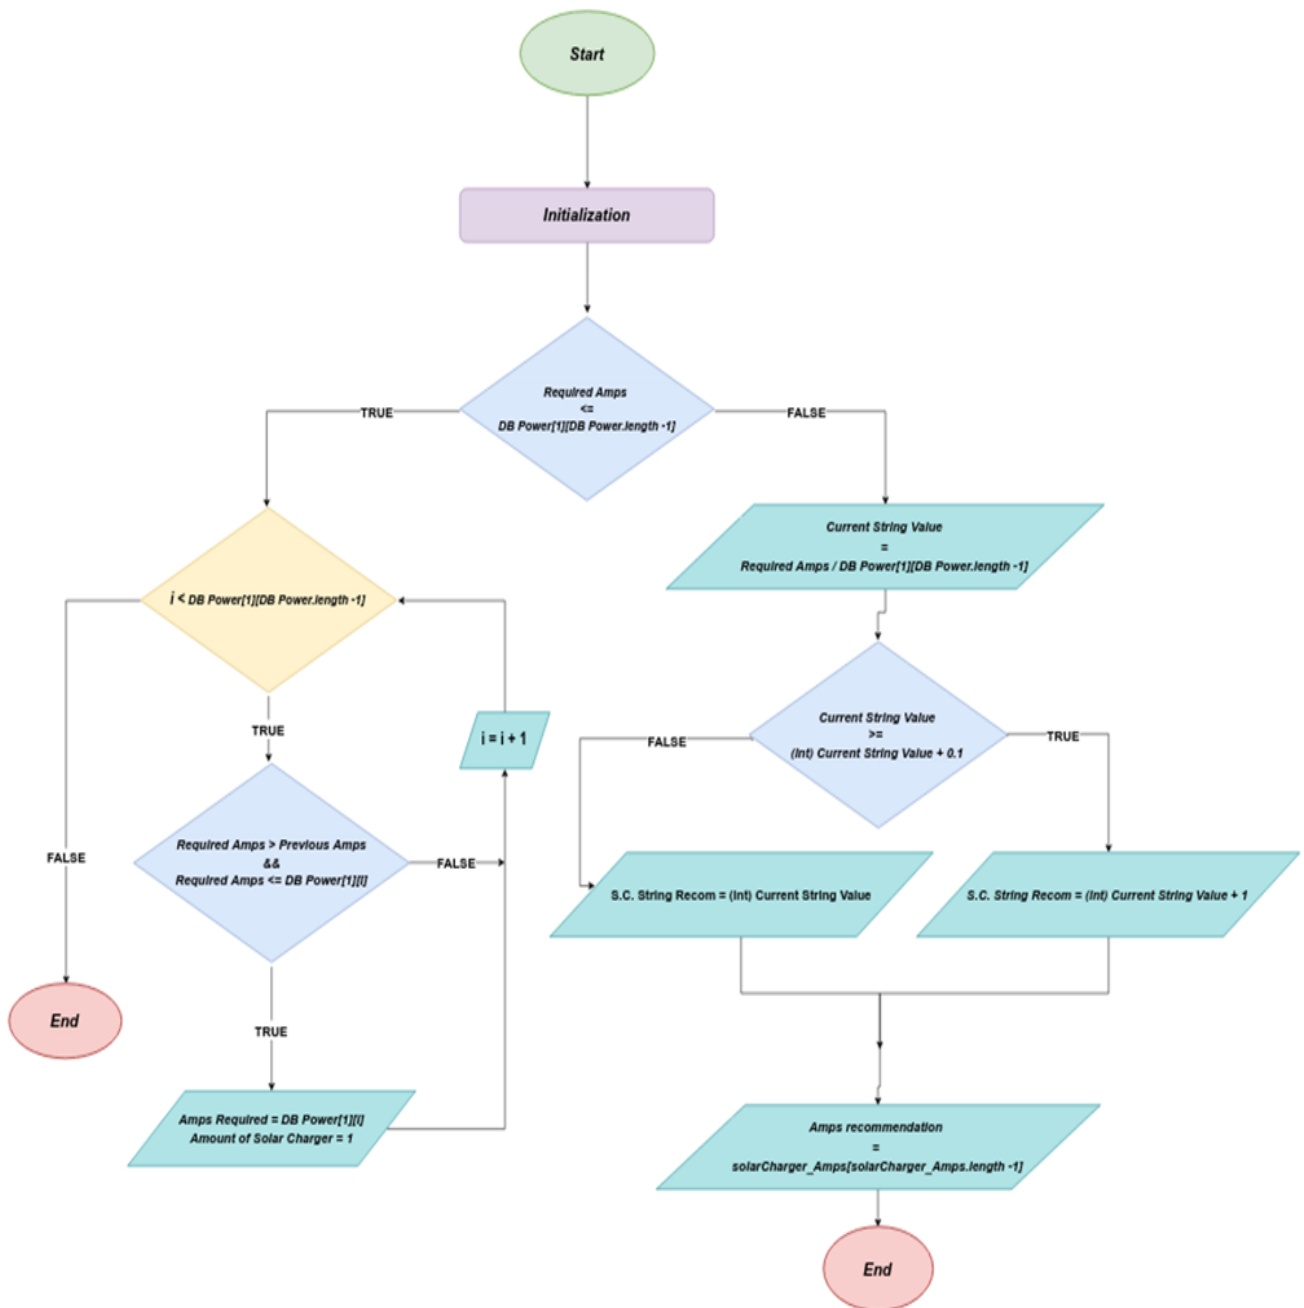 Start
Initialization
Required Amps
<=
DB Power[1][DB Power.length -1]
TRUE
FALSE
Current String Value
=
Required Amps / DB Power[1][DB Power.length -1]
i < DB Power[1][DB Power.length -1]
TRUE
i = i + 1
Current String Value
>=
(Int) Current String Value + 0.1
FALSE
TRUE
Required Amps > Previous Amps
&&
Required Amps <= DB Power[1][i]
FALSE
FALSE
S.C. String Recom = (Int) Current String Value
S.C. String Recom = (Int) Current String Value + 1
End
TRUE
Amps Required = DB Power[1][i]
Amount of Solar Charger = 1
Amps recommendation
=
solarCharger_Amps[solarCharger_Amps.length -1]
End